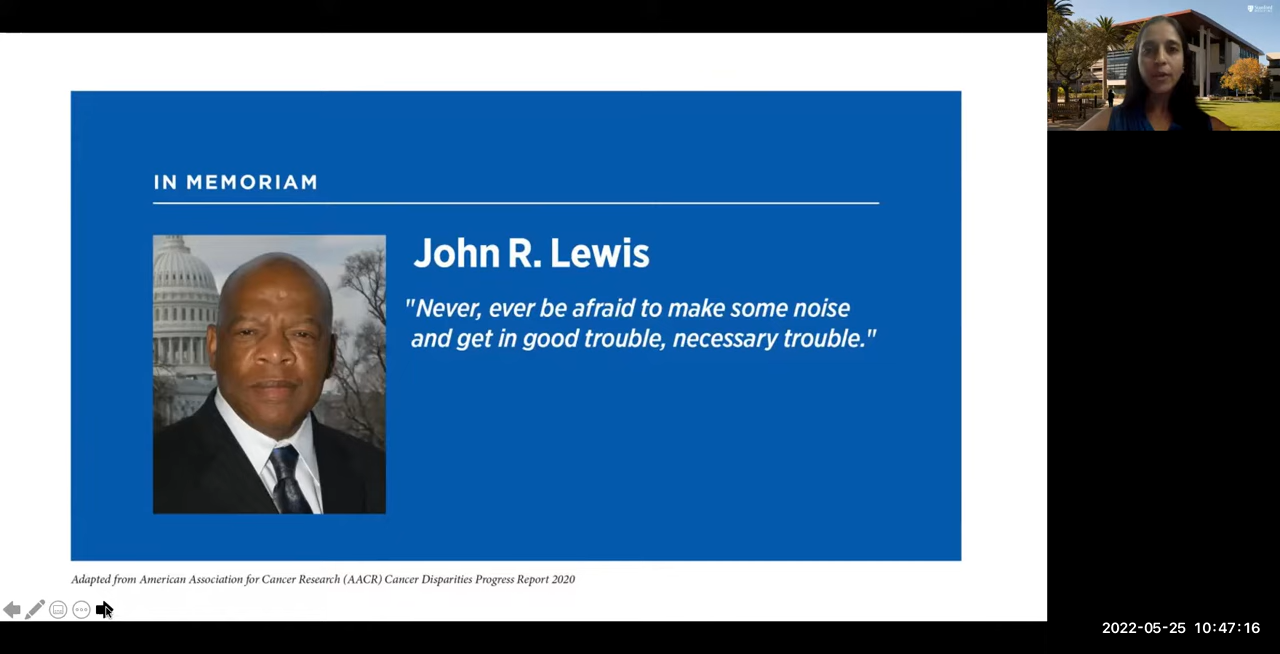 IN MEMORIAM
John R. Lewis
"Never, ever be afraid to make some noise
and get in good trouble, necessary trouble."
Adapted from American Association for Cancer Research (AACR) Cancer Disparities Progress Report 2020
2022-05-25 10:47:16